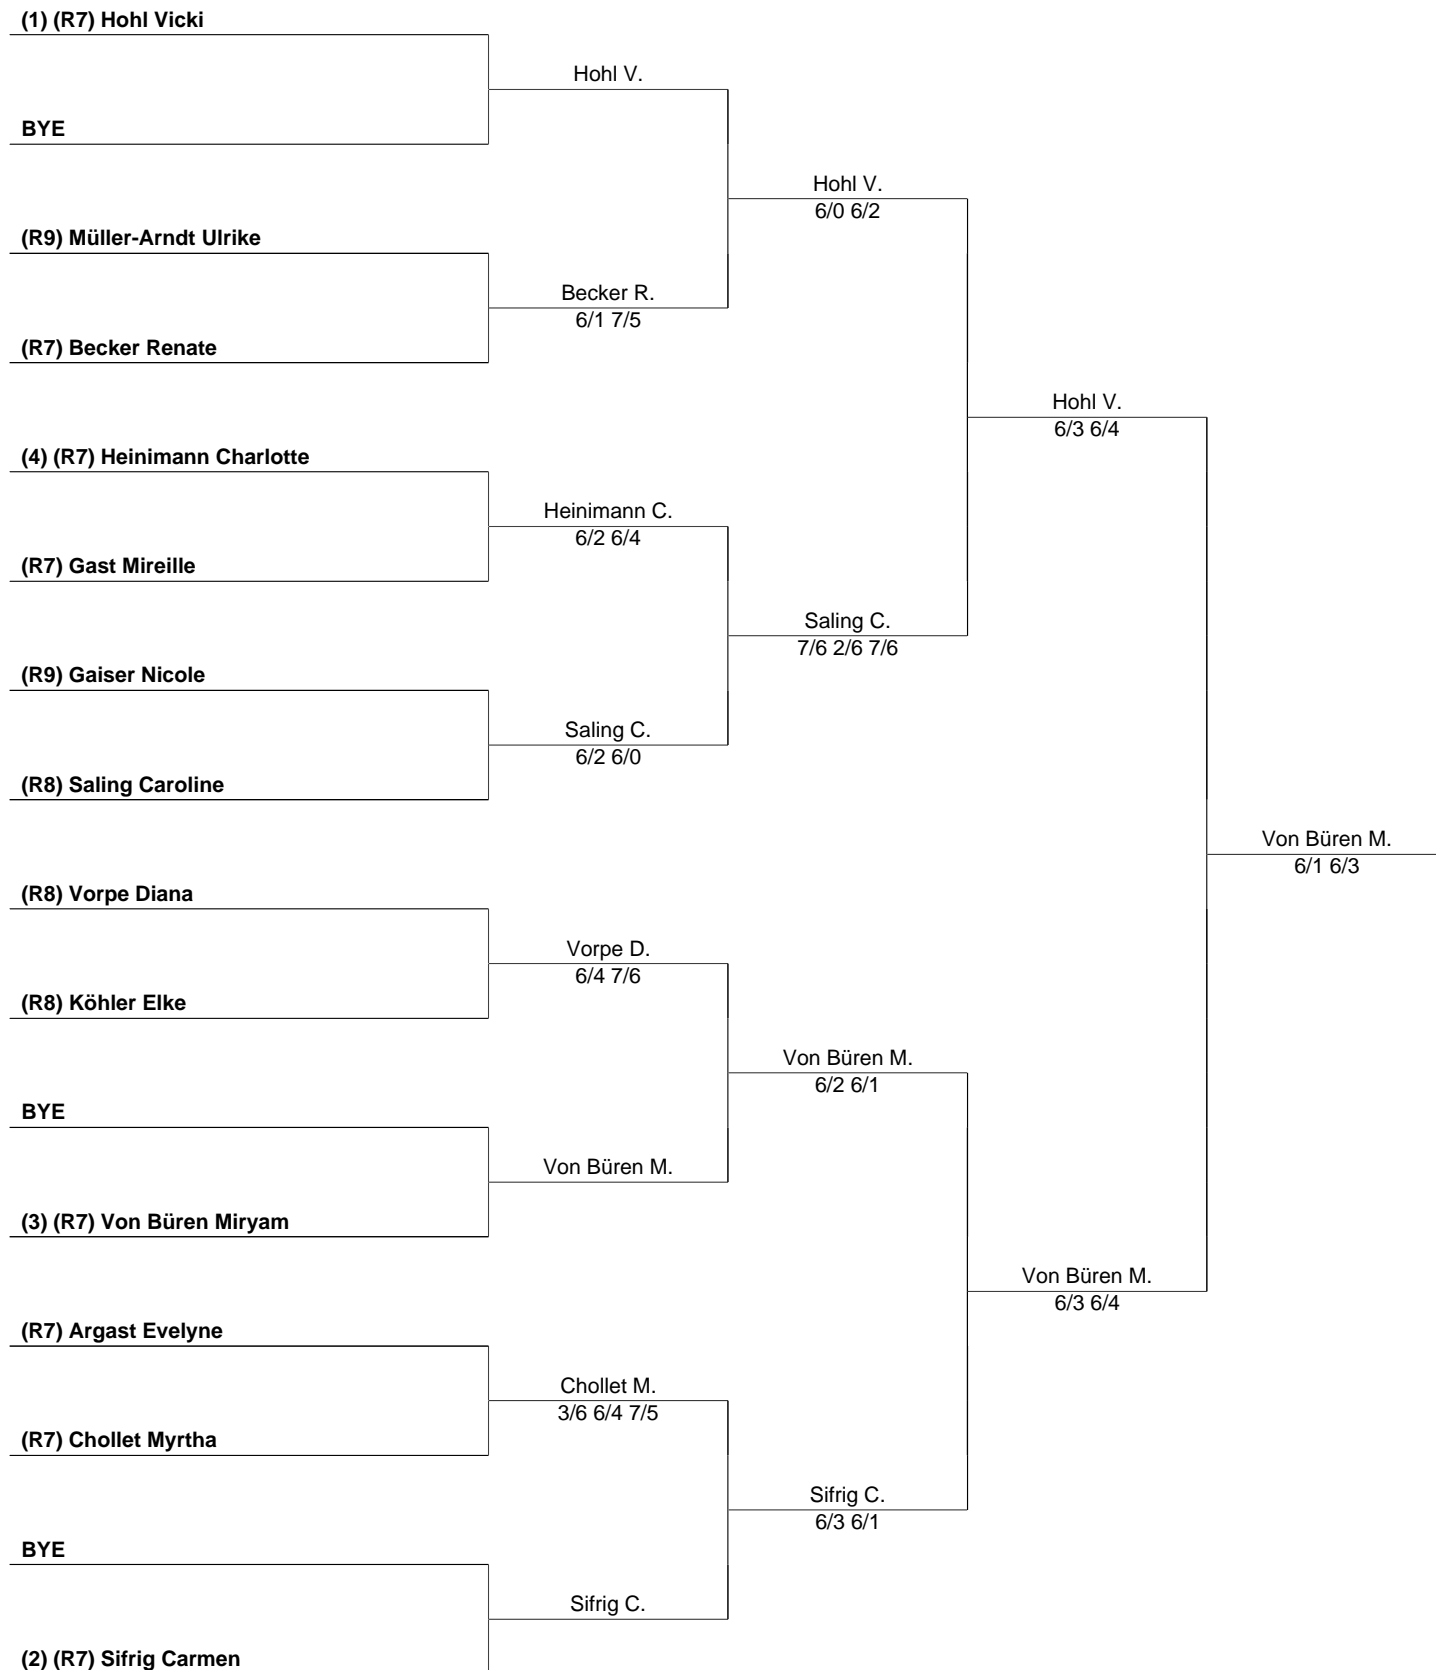 (1) (R7) Hohl Vicki
Hohl V.
BYE
Hohl V.
6/0 6/2
(R9) Müller-Arndt Ulrike
Becker R.
6/1 7/5
(R7) Becker Renate
Hohl V.
6/3 6/4
(4) (R7) Heinimann Charlotte
Heinimann C.
6/2 6/4
(R7) Gast Mireille
Saling C.
7/6 2/6 7/6
(R9) Gaiser Nicole
Saling C.
6/2 6/0
(R8) Saling Caroline
Von Büren M.
6/1 6/3
(R8) Vorpe Diana
Vorpe D.
6/4 7/6
(R8) Köhler Elke
Von Büren M.
6/2 6/1
BYE
Von Büren M.
(3) (R7) Von Büren Miryam
Von Büren M.
6/3 6/4
(R7) Argast Evelyne
Chollet M.
3/6 6/4 7/5
(R7) Chollet Myrtha
Sifrig C.
6/3 6/1
BYE
Sifrig C.
(2) (R7) Sifrig Carmen